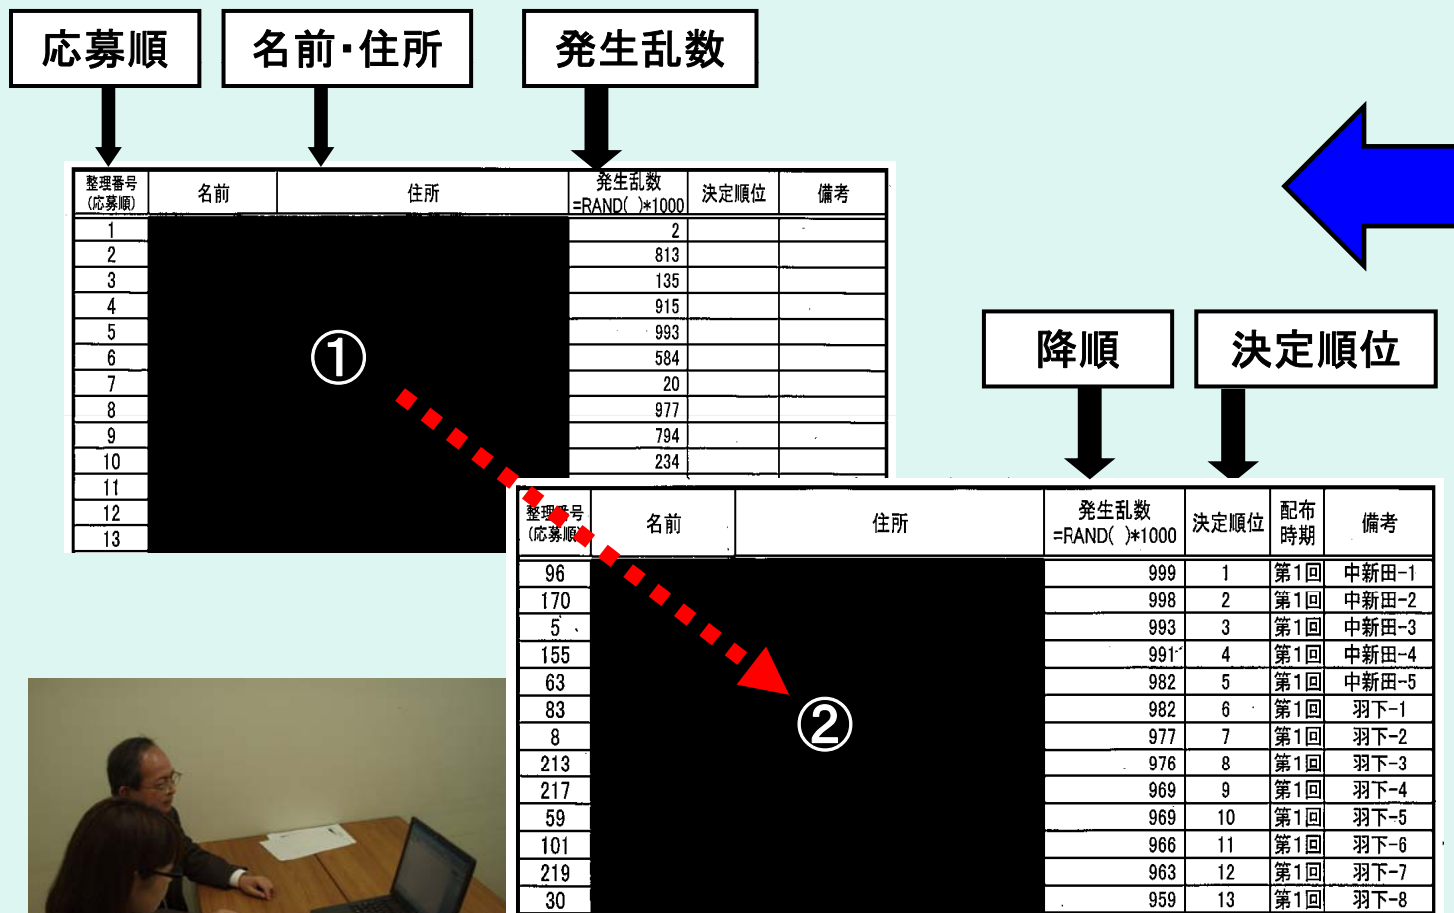 応募順
名前・住所
発生乱数
整理番号
(応募順)
名前
住所
発生乱数
=RAND( )*1000
決定順位
備考
1 2
2 813
3 135
4 915
5 993
6 584
7 20
8 977
9 794
10 234
11
12
13
①
降順
決定順位
整理番号
(応募順)
名前
住所
発生乱数
=RAND( )*1000
決定順位
配布
時期
備考
96 999 1 第1回 中新田-1
170 998 2 第1回 中新田-2
5 993 3 第1回 中新田-3
155 991 4 第1回 中新田-4
63 982 5 第1回 中新田-5
83 982 6 第1回 羽下-1
8 977 7 第1回 羽下-2
213 976 8 第1回 羽下-3
217 969 9 第1回 羽下-4
59 969 10 第1回 羽下-5
101 966 11 第1回 羽下-6
219 963 12 第1回 羽下-7
30 959 13 第1回 羽下-8
②